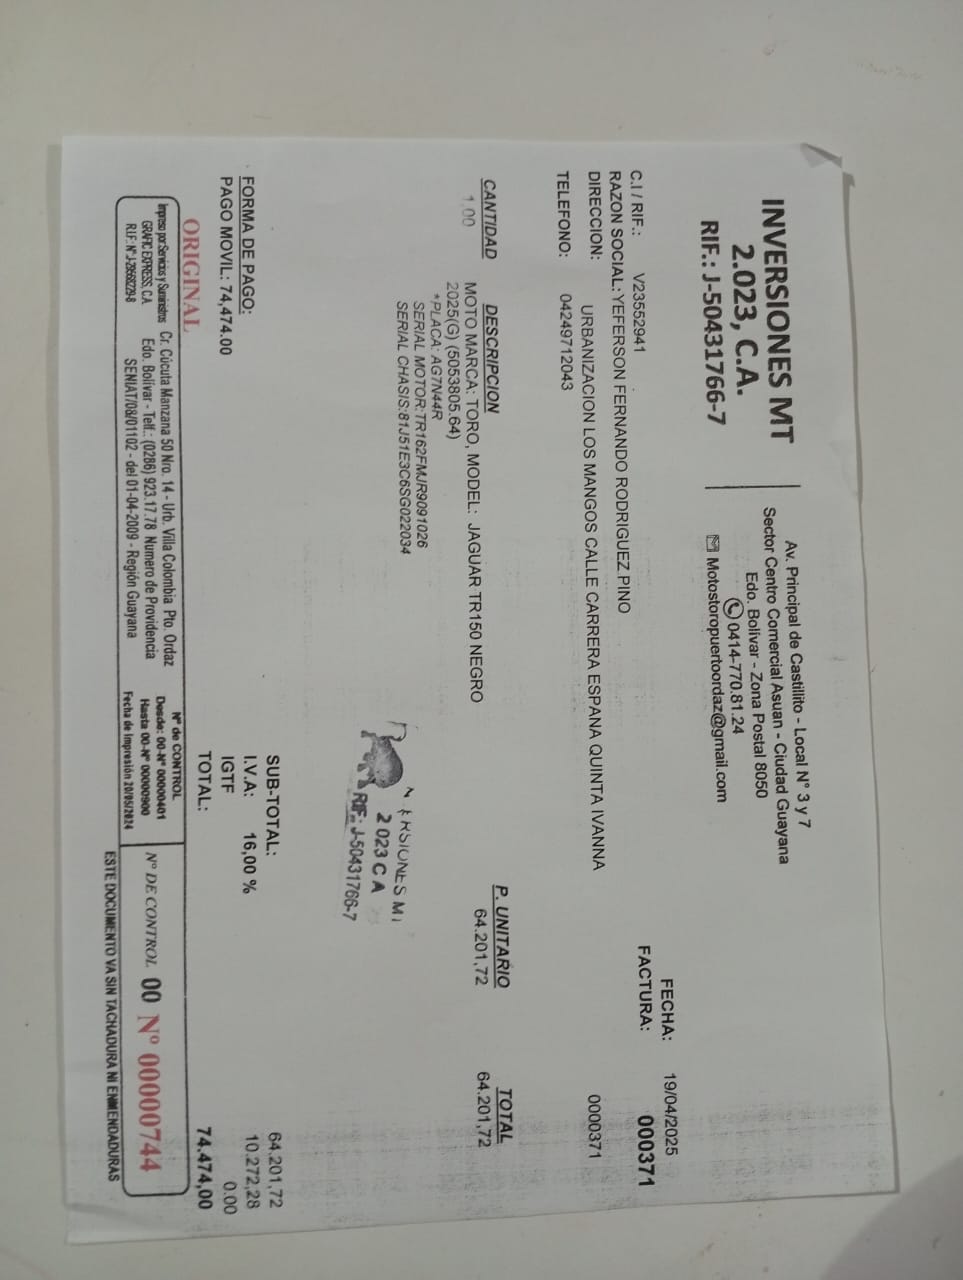 INVERSIONES MT
2.023, C.A.
RIF.: J-50431766-7
Av. Principal de Castillito - Local N° 3 y 7
Sector Centro Comercial Asuan - Ciudad Guayana
Edo. Bolívar - Zona Postal 8050
0414-770.81.24
Motostoropuertoordaz@gmail.com
FECHA: 19/04/2025
FACTURA: 000371
0000371
C.I / RIF.: V23552941
RAZON SOCIAL: YEFERSON FERNANDO RODRIGUEZ PINO
DIRECCION: URBANIZACION LOS MANGOS CALLE CARRERA ESPANA QUINTA IVANNA
TELEFONO: 04249712043
CANTIDAD DESCRIPCION P. UNITARIO TOTAL
1,00 MOTO MARCA: TORO, MODEL: JAGUAR TR150 NEGRO 64.201,72 64.201,72
2025(G) (5053805.64)
*PLACA: AG7N44R
SERIAL MOTOR:TR162FMJR9091026
SERIAL CHASIS:81J51E3C6SG022034
ERSIONES M
2 023 C A
RIF: J-50431766-7
FORMA DE PAGO:
PAGO MOVIL: 74,474.00
SUB-TOTAL: 64.201,72
I.V.A: 16,00 % 10.272,28
IGTF 0.00
TOTAL: 74.474,00
ORIGINAL
Impreso por Servicios y Suministros
GRAFIC EXPRESS, C.A
R.I.F: N° J-29668229-8
Cr. Cúcuta Manzana 50 Nro. 14 - Urb. Villa Colombia Pto. Ordaz
Edo. Bolívar - Telf.: (0286) 923.17.78 Numero de Providencia
SENIAT/08/01102 - del 01-04-2009 - Región Guayana
N° de CONTROL
Desde: 00-N° 00000401
Hasta 00-N° 00000900
Fecha de Impresión 20/05/2024
N° DE CONTROL 00 N° 00000744
ESTE DOCUMENTO VA SIN TACHADURA NI ENMENDADURAS